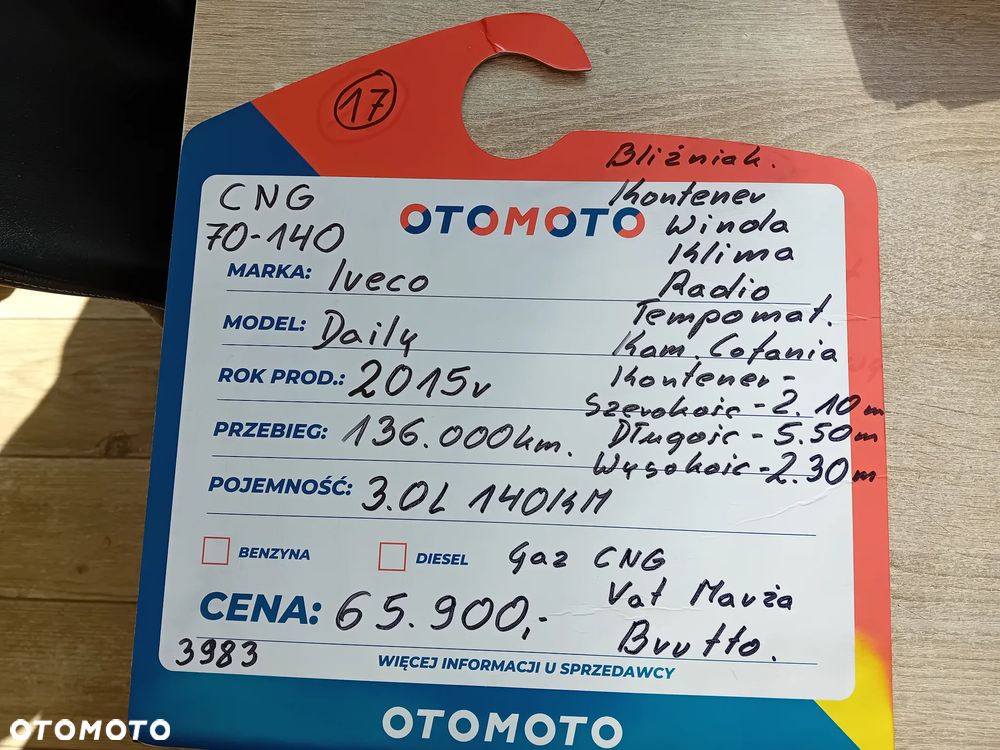 17
Bliźniak.
CNG
70-140
OTOMOTO
Kontener
Winda
Klima
Radio
Tempomat.
Kam. Cofania
Kontener -
Szerokość - 2.10m
Długość - 5.50m
Wysokość - 2.30m
MARKA: Iveco
MODEL: Daily
ROK PROD.: 2015r
PRZEBIEG: 136.000km.
POJEMNOŚĆ: 3.0L 140KM
BENZYNA DIESEL Gaz CNG
Vat Marża
CENA: 65.900,-
Brutto.
3983
WIĘCEJ INFORMACJI U SPRZEDAWCY
OTOMOTO
OTOMOTO